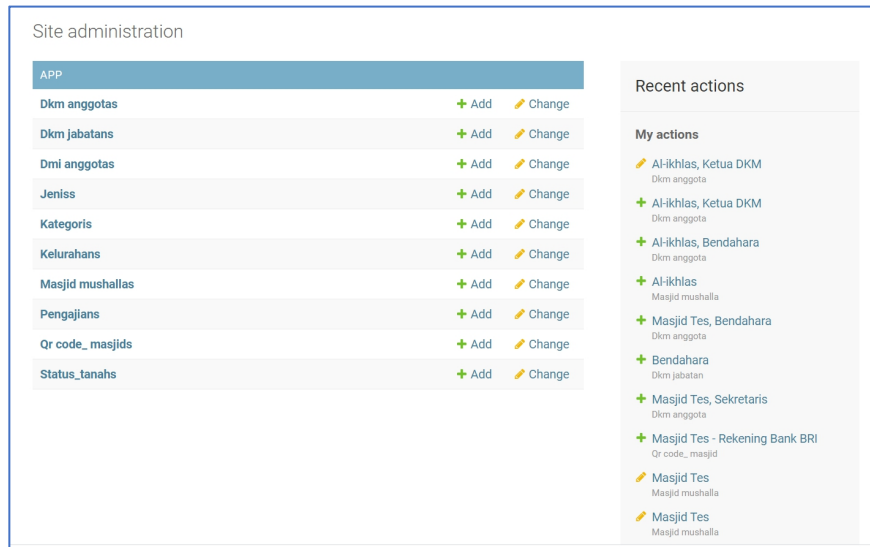 Site administration
APP
Dkm anggotas Add Change
Dkm jabatans Add Change
Dmi anggotas Add Change
Jeniss Add Change
Kategoris Add Change
Kelurahans Add Change
Masjid mushallas Add Change
Pengajians Add Change
Qr code_ masjids Add Change
Status_tanahs Add Change
Recent actions
My actions
Al-ikhlas, Ketua DKM
Dkm anggota
Al-ikhlas, Ketua DKM
Dkm anggota
Al-ikhlas, Bendahara
Dkm anggota
Al-ikhlas
Masjid mushalla
Masjid Tes, Bendahara
Dkm anggota
Bendahara
Dkm jabatan
Masjid Tes, Sekretaris
Dkm anggota
Masjid Tes - Rekening Bank BRI
Qr code_ masjid
Masjid Tes
Masjid mushalla
Masjid Tes
Masjid mushalla